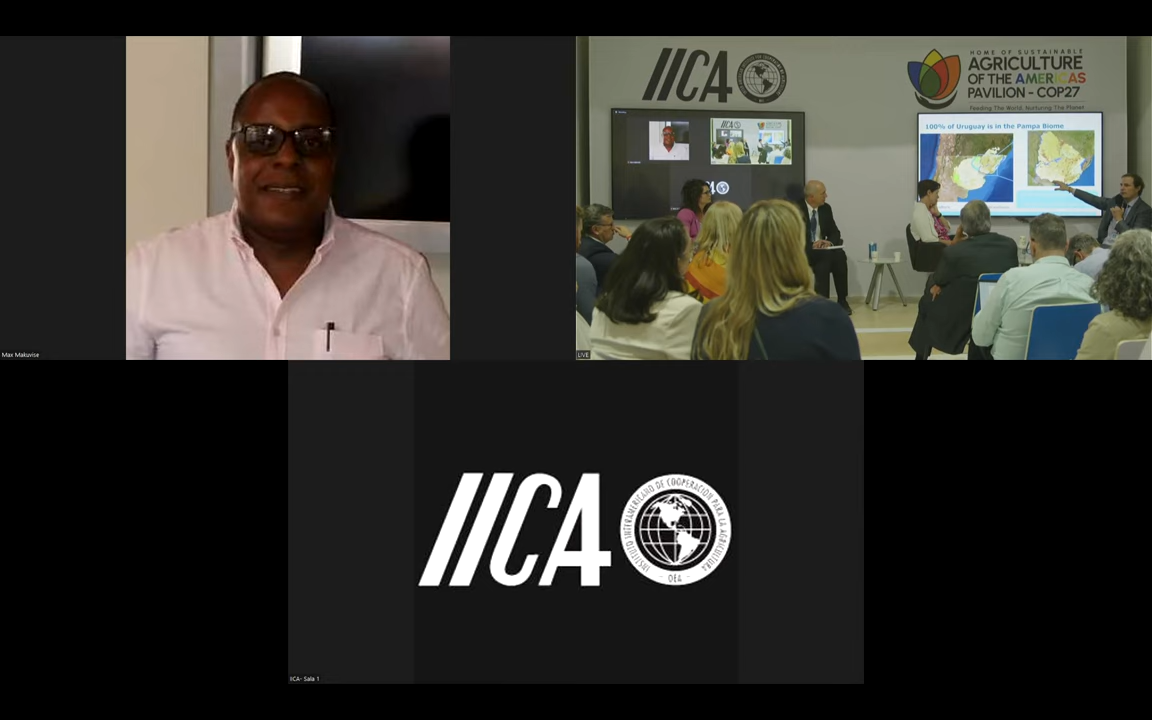 IICA
HOME OF SUSTAINABLE
AGRICULTURE
OF THE AMERICAS
PAVILION - COP27
Feeding The World, Nurturing The Planet
100% of Uruguay is in the Pampa Biome
IICA
Max Makuvise
LIVE
IICA
INSTITUTO INTERAMERICANO DE COOPERACION PARA LA AGRICULTURA
- OEA -
IICA- Sala 1